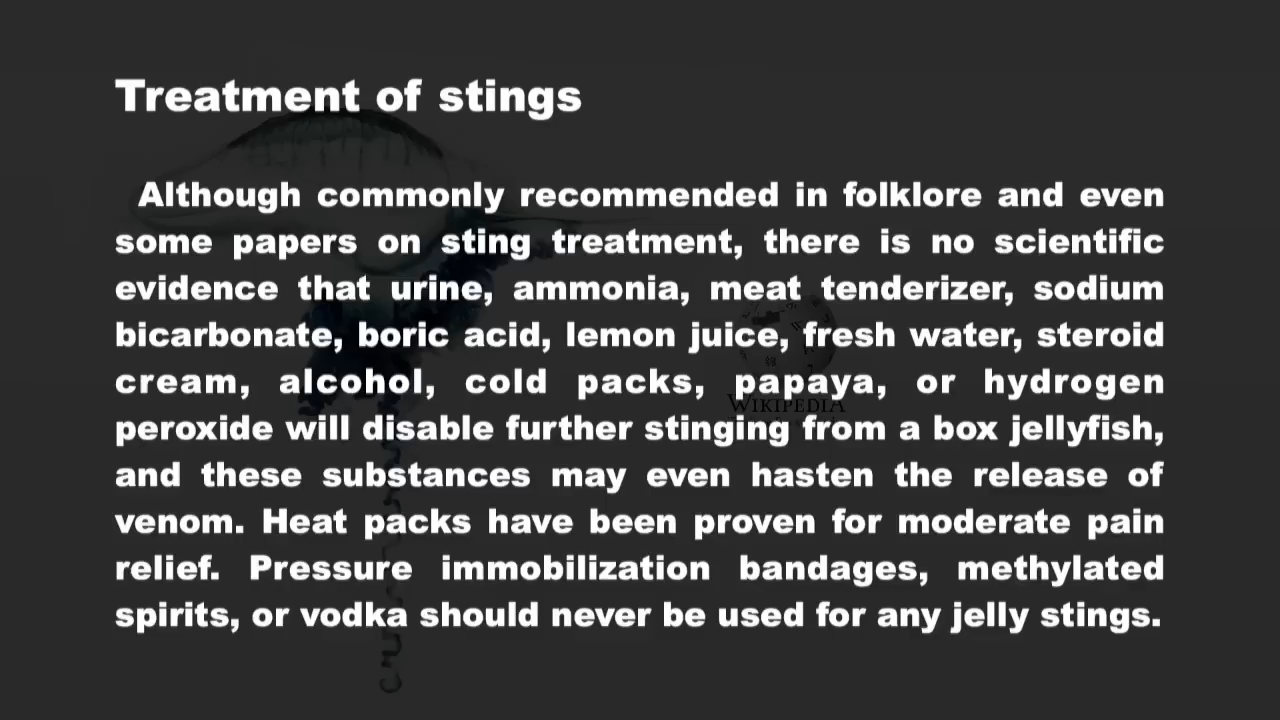 Treatment of stings
Although commonly recommended in folklore and even
some papers on sting treatment, there is no scientific
evidence that urine, ammonia, meat tenderizer, sodium
bicarbonate, boric acid, lemon juice, fresh water, steroid
cream, alcohol, cold packs, papaya, or hydrogen
WIKIPEDIA
peroxide will disable further stinging from a box jellyfish,
and these substances may even hasten the release of
venom. Heat packs have been proven for moderate pain
relief. Pressure immobilization bandages, methylated
spirits, or vodka should never be used for any jelly stings.